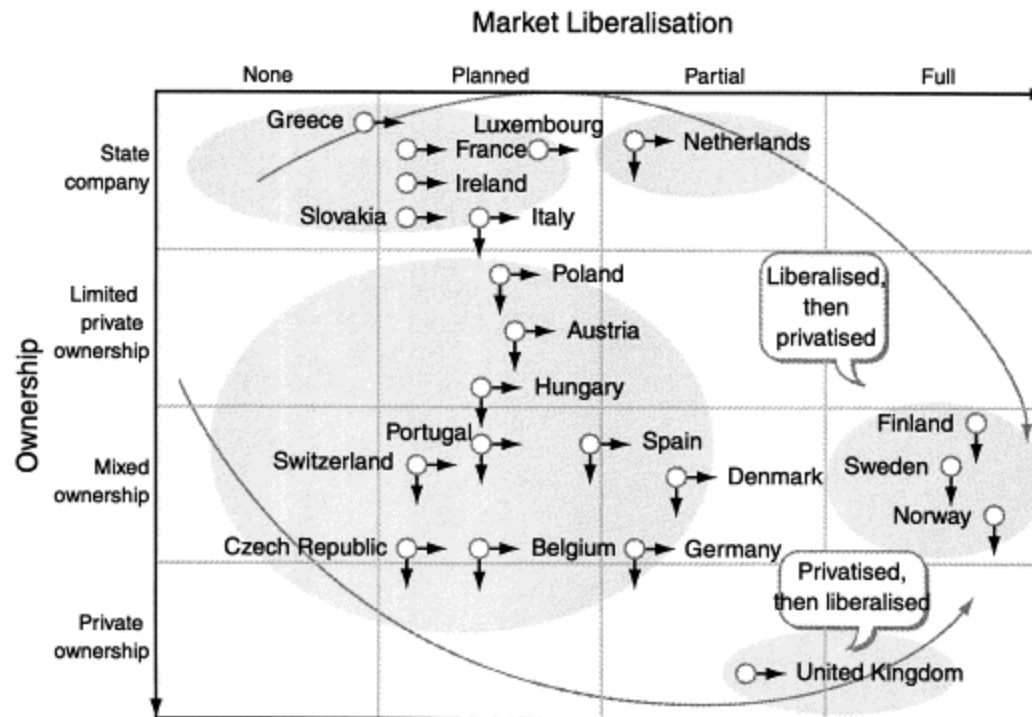 Market Liberalisation
None Planned Partial Full
Greece
Luxembourg
State
company
France
Netherlands
Ireland
Slovakia
Italy
Poland
Limited
private
ownership
Austria
Hungary
Liberalised,
then
privatised
Ownership
Portugal
Spain
Finland
Switzerland
Mixed
ownership
Denmark
Sweden
Norway
Czech Republic
Belgium
Germany
Privatised,
then liberalised
Private
ownership
United Kingdom